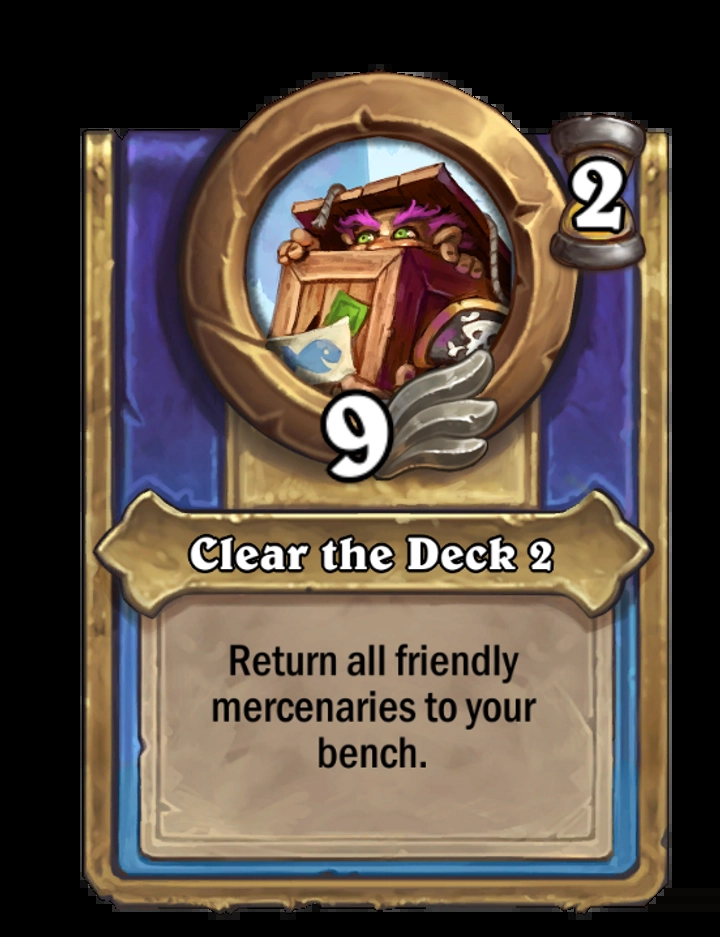 2
9
Clear the Deck 2
Return all friendly
mercenaries to your
bench.